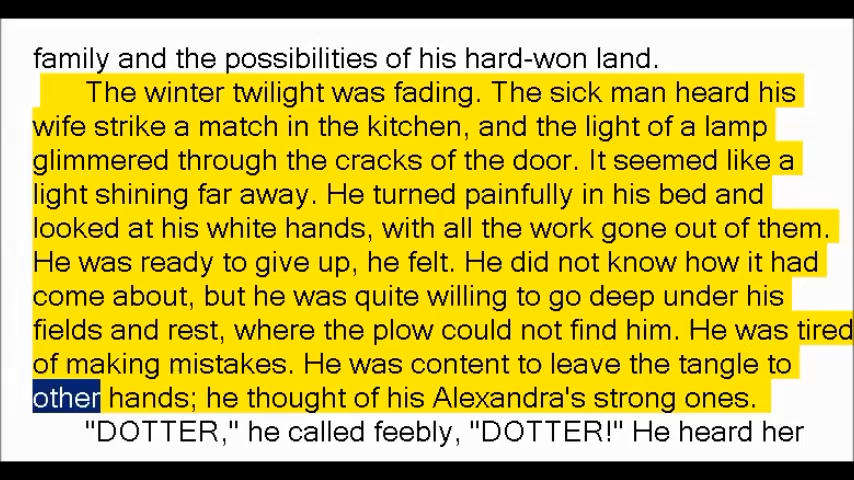 family and the possibilities of his hard-won land.
The winter twilight was fading. The sick man heard his
wife strike a match in the kitchen, and the light of a lamp
glimmered through the cracks of the door. It seemed like a
light shining far away. He turned painfully in his bed and
looked at his white hands, with all the work gone out of them.
He was ready to give up, he felt. He did not know how it had
come about, but he was quite willing to go deep under his
fields and rest, where the plow could not find him. He was tired
of making mistakes. He was content to leave the tangle to
other hands; he thought of his Alexandra's strong ones.
"DOTTER," he called feebly, "DOTTER!" He heard her